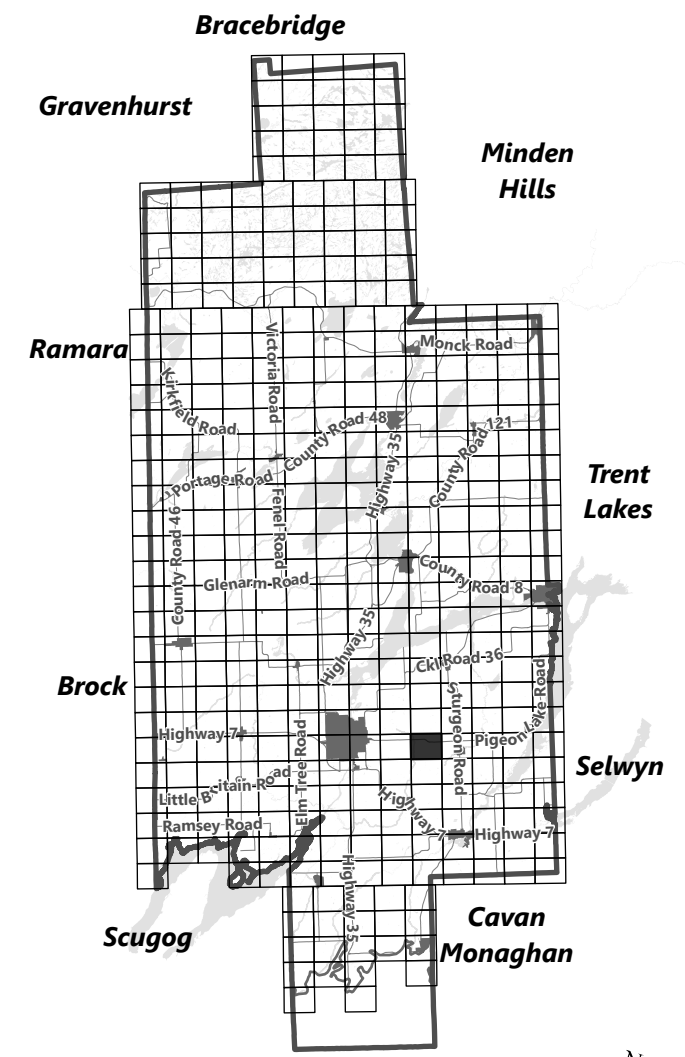 Bracebridge
Gravenhurst
Minden
Hills
Ramara
Victoria Road
Monck Road
Kirkfield Road
County Road 48
Highway 35
County Road 121
Portage Road
Trent
Lakes
Fenel Road
County Road 46
Glenarm Road
County Road 8
Highway 35
Ckl Road 36
Brock
Sturgeon Road
Pigeon Lake Road
Highway 7
Elm Tree Road
Selwyn
Little Britain Road
Highway 7
Highway 7
Ramsey Road
Highway 35
Scugog
Cavan
Monaghan
N